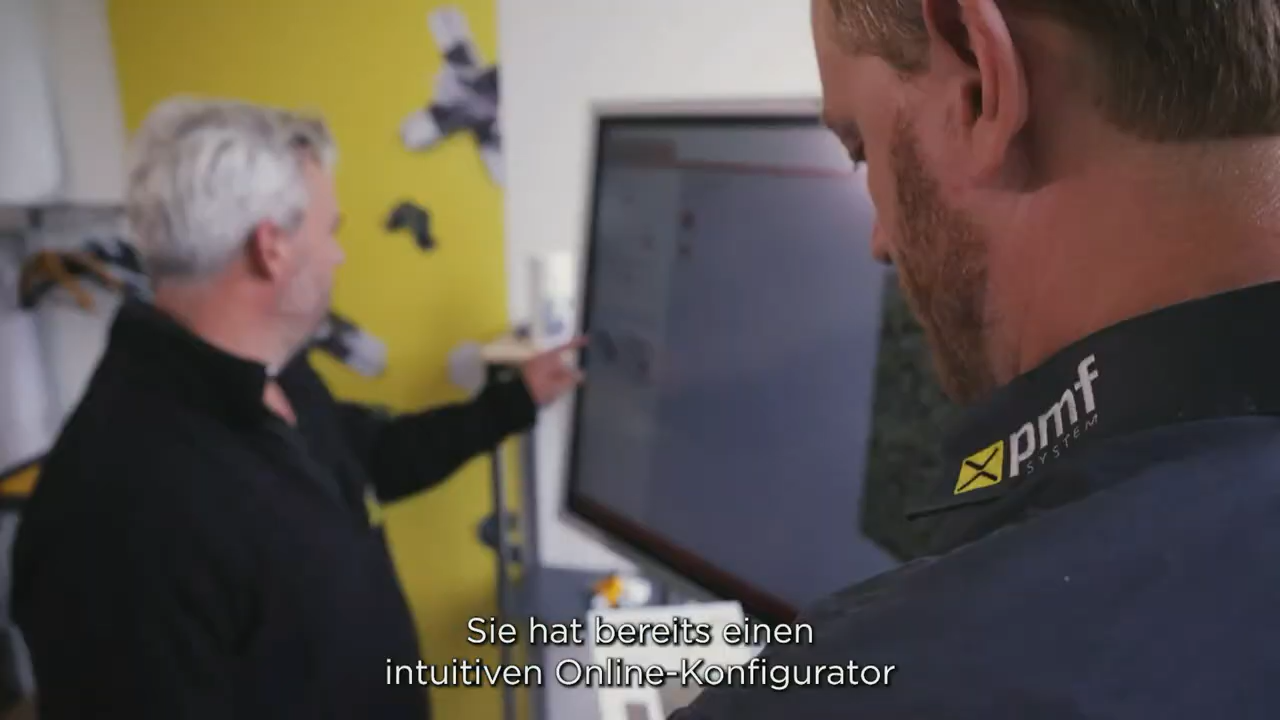 pmf
SYSTEM
Sie hat bereits einen
intuitiven Online-Konfigurator